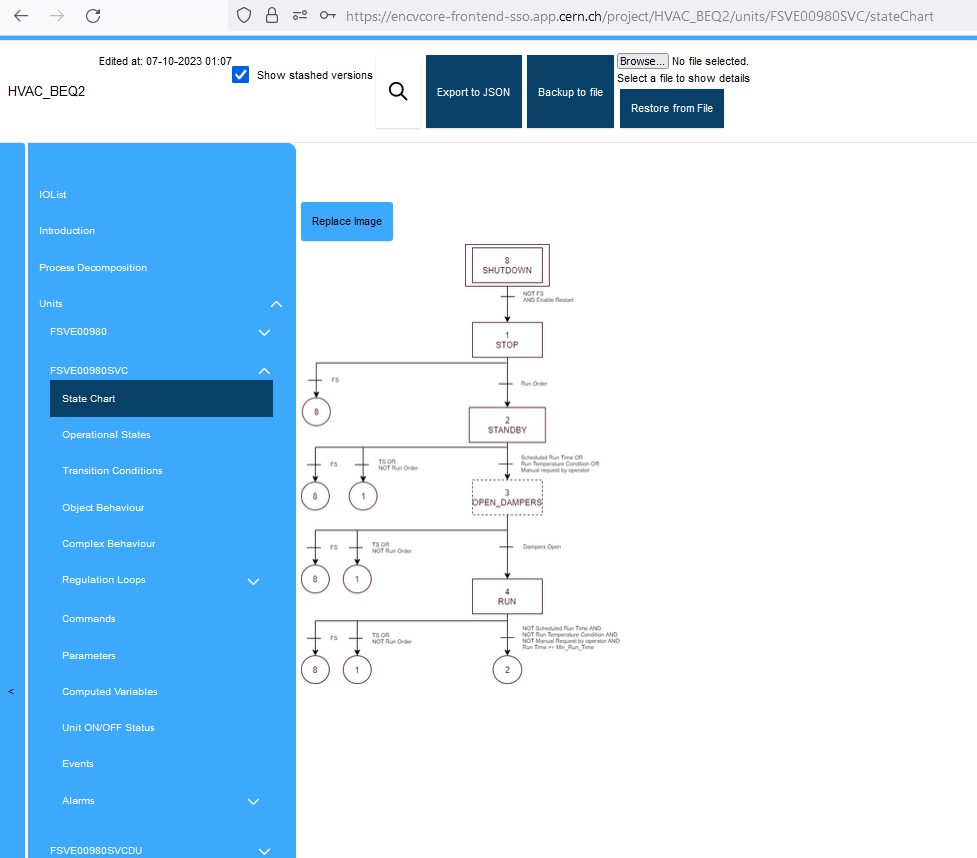 https://encvcore-frontend-sso.app.cern.ch/project/HVAC_BEQ2/units/FSVE00980SVC/stateChart
HVAC_BEQ2
Edited at: 07-10-2023 01:07
Show stashed versions
Export to JSON
Backup to file
Browse... No file selected.
Select a file to show details
Restore from File
IOList
Introduction
Process Decomposition
Units
FSVE00980
FSVE00980SVC
State Chart
Operational States
Transition Conditions
Object Behaviour
Complex Behaviour
Regulation Loops
Commands
Parameters
<
Computed Variables
Unit ON/OFF Status
Events
Alarms
FSVE00980SVCDU
Replace Image
8
SHUTDOWN
NOT FS
AND Enable Restart
1
STOP
FS
Run Order
8
2
STANDBY
FS
TS OR
NOT Run Order
Scheduled Run Time OR
Run Temperature Condition OR
Manual request by operator
8
1
3
OPEN_DAMPERS
FS
TS OR
NOT Run Order
Dampers Open
8
1
4
RUN
FS
TS OR
NOT Run Order
NOT Scheduled Run Time AND
NOT Run Temperature Condition AND
NOT Manual Request by operator AND
Run Time >= Min_Run_Time
8
1
2